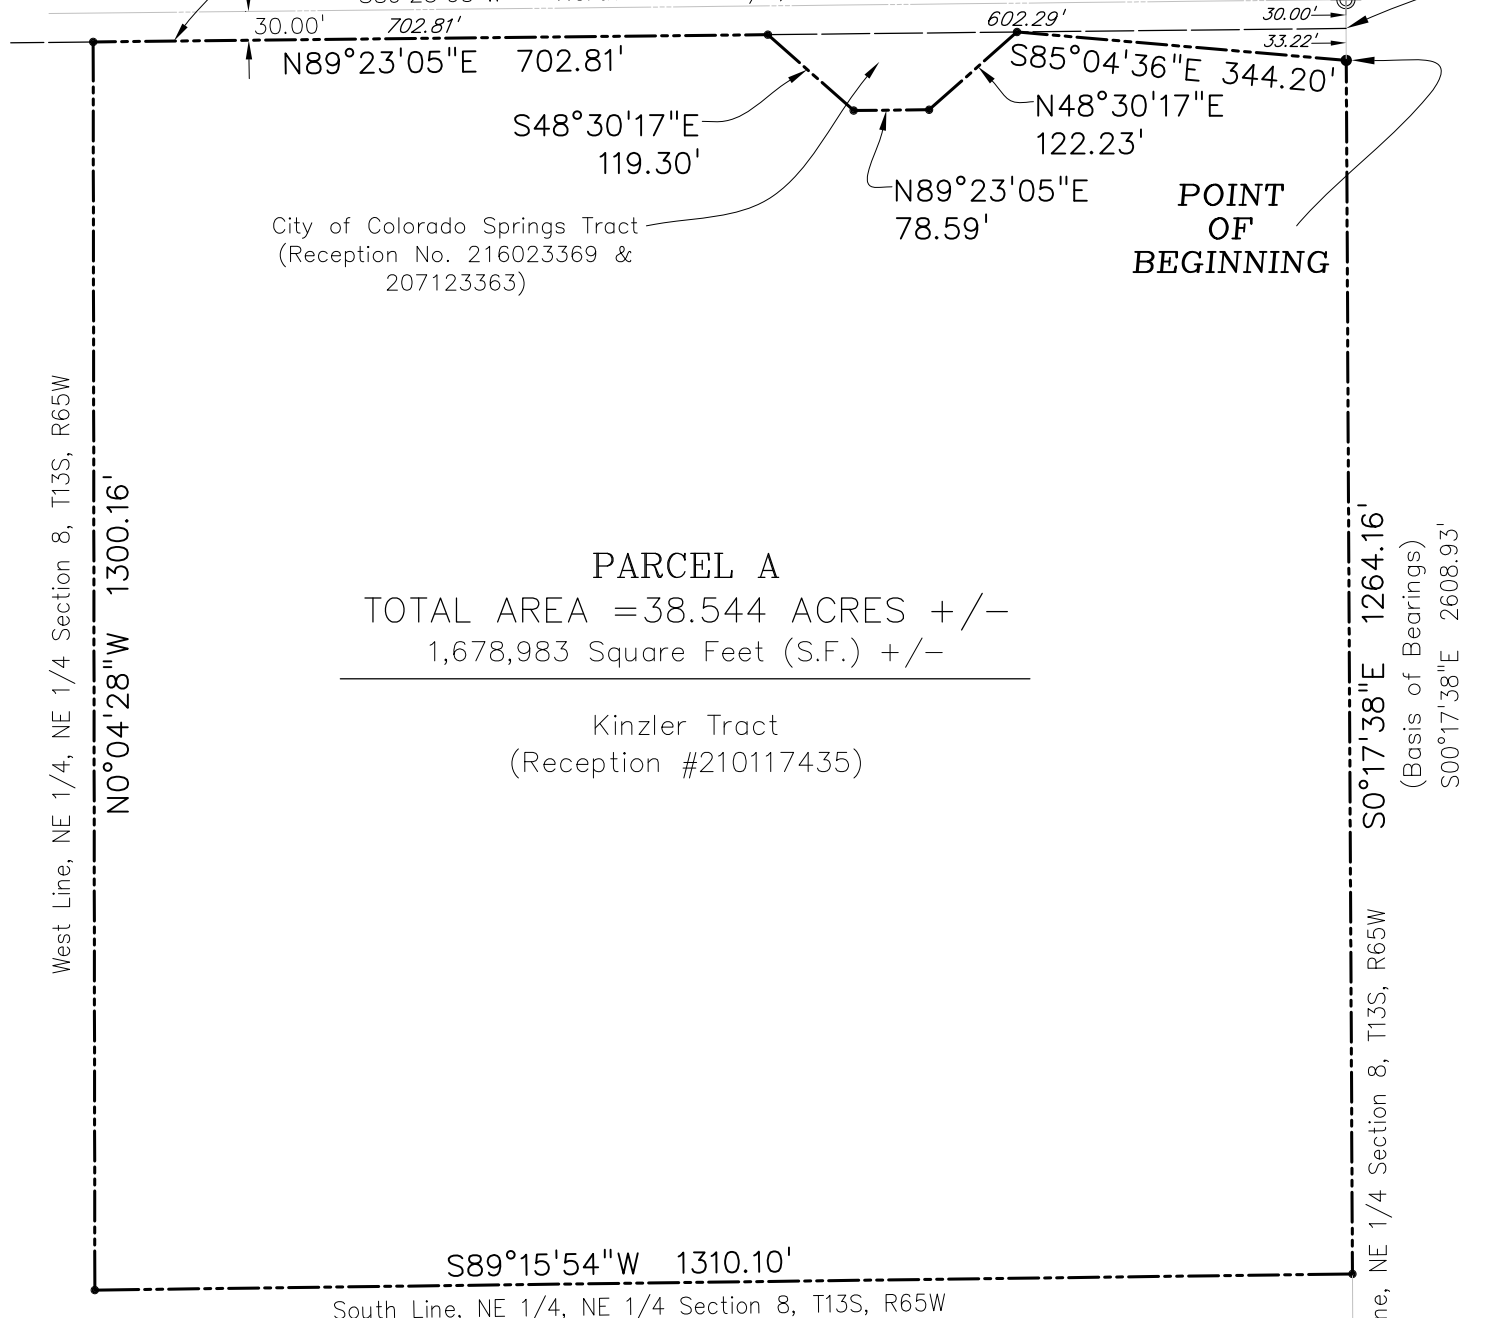 30.00'
702.81'
602.29'
30.00'
33.22'
N89°23'05"E 702.81'
S85°04'36"E 344.20'
S48°30'17"E
119.30'
N48°30'17"E
122.23'
N89°23'05"E
78.59'
POINT
OF
BEGINNING
City of Colorado Springs Tract
(Reception No. 216023369 &
207123363)
West Line, NE 1/4, NE 1/4 Section 8, T13S, R65W
N0°04'28"W 1300.16'
PARCEL A
TOTAL AREA =38.544 ACRES +/-
1,678,983 Square Feet (S.F.) +/-
Kinzler Tract
(Reception #210117435)
S0°17'38"E 1264.16'
(Basis of Bearings)
S00°17'38"E 2608.93'
NE 1/4 Section 8, T13S, R65W
S89°15'54"W 1310.10'
South Line, NE 1/4, NE 1/4 Section 8, T13S, R65W